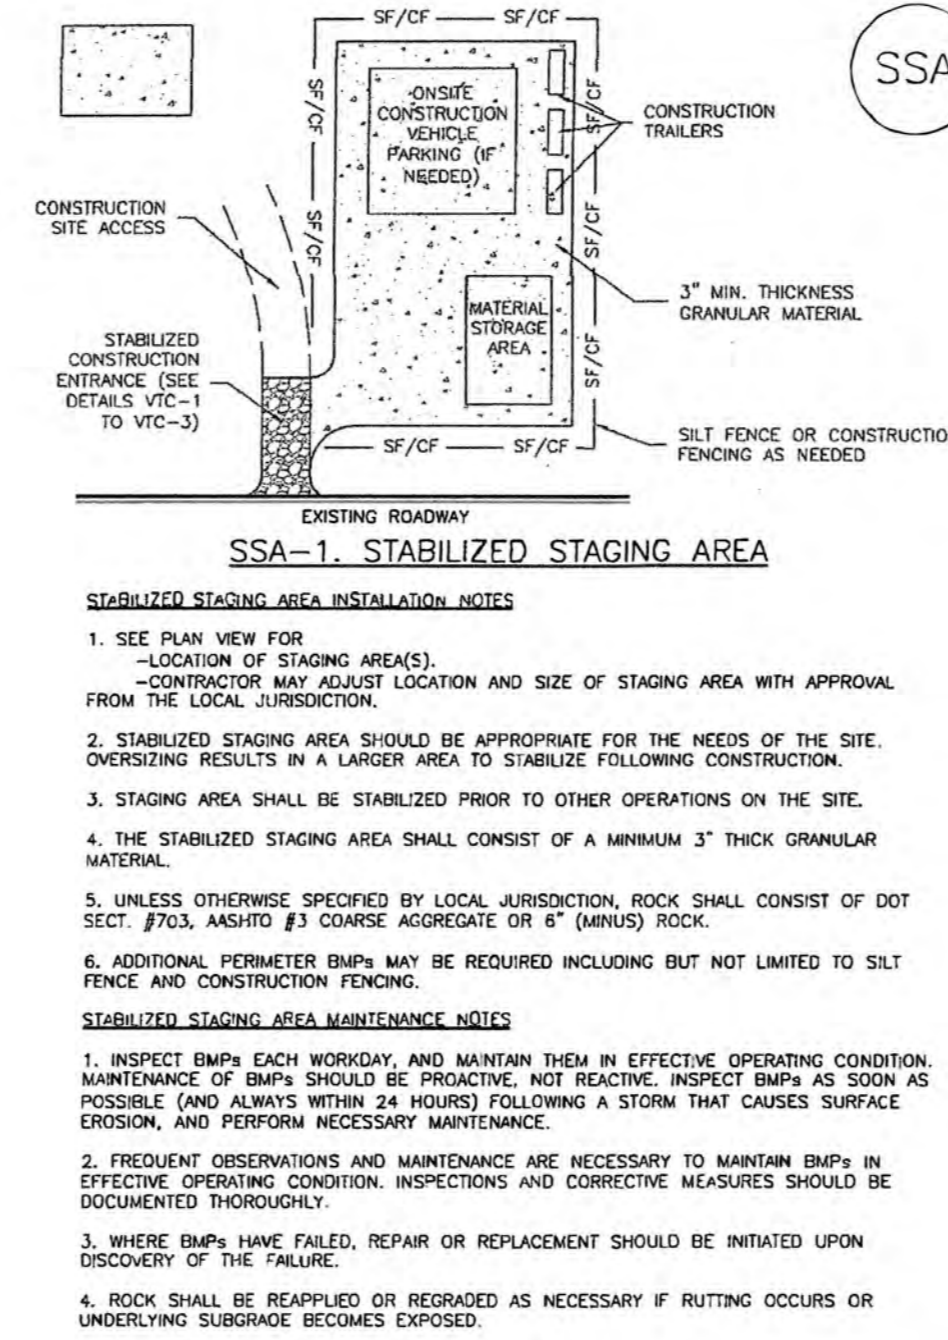 SF/CF SF/CF
SSA
ONSITE
CONSTRUCTION
VEHICLE
PARKING (IF
NEEDED)
SF/CF
SF/CF
SF/CF
SF/CF
SF/CF
CONSTRUCTION
TRAILERS
CONSTRUCTION
SITE ACCESS
3" MIN. THICKNESS
GRANULAR MATERIAL
MATERIAL
STORAGE
AREA
STABILIZED
CONSTRUCTION
ENTRANCE (SEE
DETAILS VTC-1
TO VTC-3)
SF/CF SF/CF
SILT FENCE OR CONSTRUCTIO
FENCING AS NEEDED
EXISTING ROADWAY
SSA-1. STABILIZED STAGING AREA
STABILIZED STAGING AREA INSTALLATION NOTES
1. SEE PLAN VIEW FOR
-LOCATION OF STAGING AREA(S).
-CONTRACTOR MAY ADJUST LOCATION AND SIZE OF STAGING AREA WITH APPROVAL
FROM THE LOCAL JURISDICTION.
2. STABILIZED STAGING AREA SHOULD BE APPROPRIATE FOR THE NEEDS OF THE SITE.
OVERSIZING RESULTS IN A LARGER AREA TO STABILIZE FOLLOWING CONSTRUCTION.
3. STAGING AREA SHALL BE STABILIZED PRIOR TO OTHER OPERATIONS ON THE SITE.
4. THE STABILIZED STAGING AREA SHALL CONSIST OF A MINIMUM 3" THICK GRANULAR
MATERIAL.
5. UNLESS OTHERWISE SPECIFIED BY LOCAL JURISDICTION, ROCK SHALL CONSIST OF DOT
SECT. #703, AASHTO #3 COARSE AGGREGATE OR 6" (MINUS) ROCK.
6. ADDITIONAL PERIMETER BMPs MAY BE REQUIRED INCLUDING BUT NOT LIMITED TO SILT
FENCE AND CONSTRUCTION FENCING.
STABILIZED STAGING AREA MAINTENANCE NOTES
1. INSPECT BMPs EACH WORKDAY, AND MAINTAIN THEM IN EFFECTIVE OPERATING CONDITION.
MAINTENANCE OF BMPs SHOULD BE PROACTIVE, NOT REACTIVE. INSPECT BMPs AS SOON AS
POSSIBLE (AND ALWAYS WITHIN 24 HOURS) FOLLOWING A STORM THAT CAUSES SURFACE
EROSION, AND PERFORM NECESSARY MAINTENANCE.
2. FREQUENT OBSERVATIONS AND MAINTENANCE ARE NECESSARY TO MAINTAIN BMPs IN
EFFECTIVE OPERATING CONDITION. INSPECTIONS AND CORRECTIVE MEASURES SHOULD BE
DOCUMENTED THOROUGHLY.
3. WHERE BMPs HAVE FAILED, REPAIR OR REPLACEMENT SHOULD BE INITIATED UPON
DISCOVERY OF THE FAILURE.
4. ROCK SHALL BE REAPPLIED OR REGRADED AS NECESSARY IF RUTTING OCCURS OR
UNDERLYING SUBGRADE BECOMES EXPOSED.